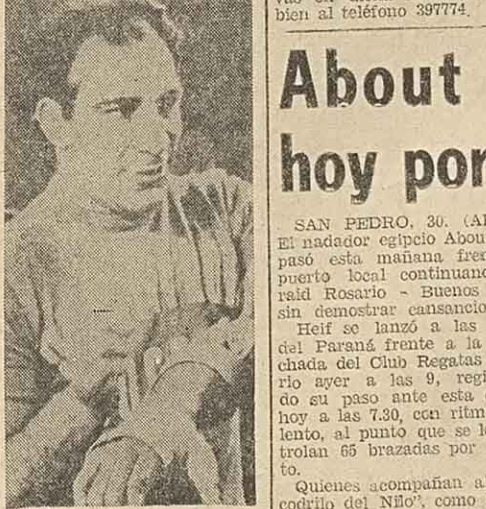 bien al teléfono 397774.
About
hoy por
SAN PEDRO, 30. (A
El nadador egipcio Abou
pasó esta mañana fre
puerto local continuan
raid Rosario - Buenos
sin demostrar cansancio
Heif se lanzó a las
del Paraná frente a la
chada del Club Regatas
rio ayer a las 9, regi
do su paso ante esta
hoy a las 7.30, con ritm
lento, al punto que se l
trolan 65 brazadas por
to.
Quienes acompañan a
codrilo del Nilo", como